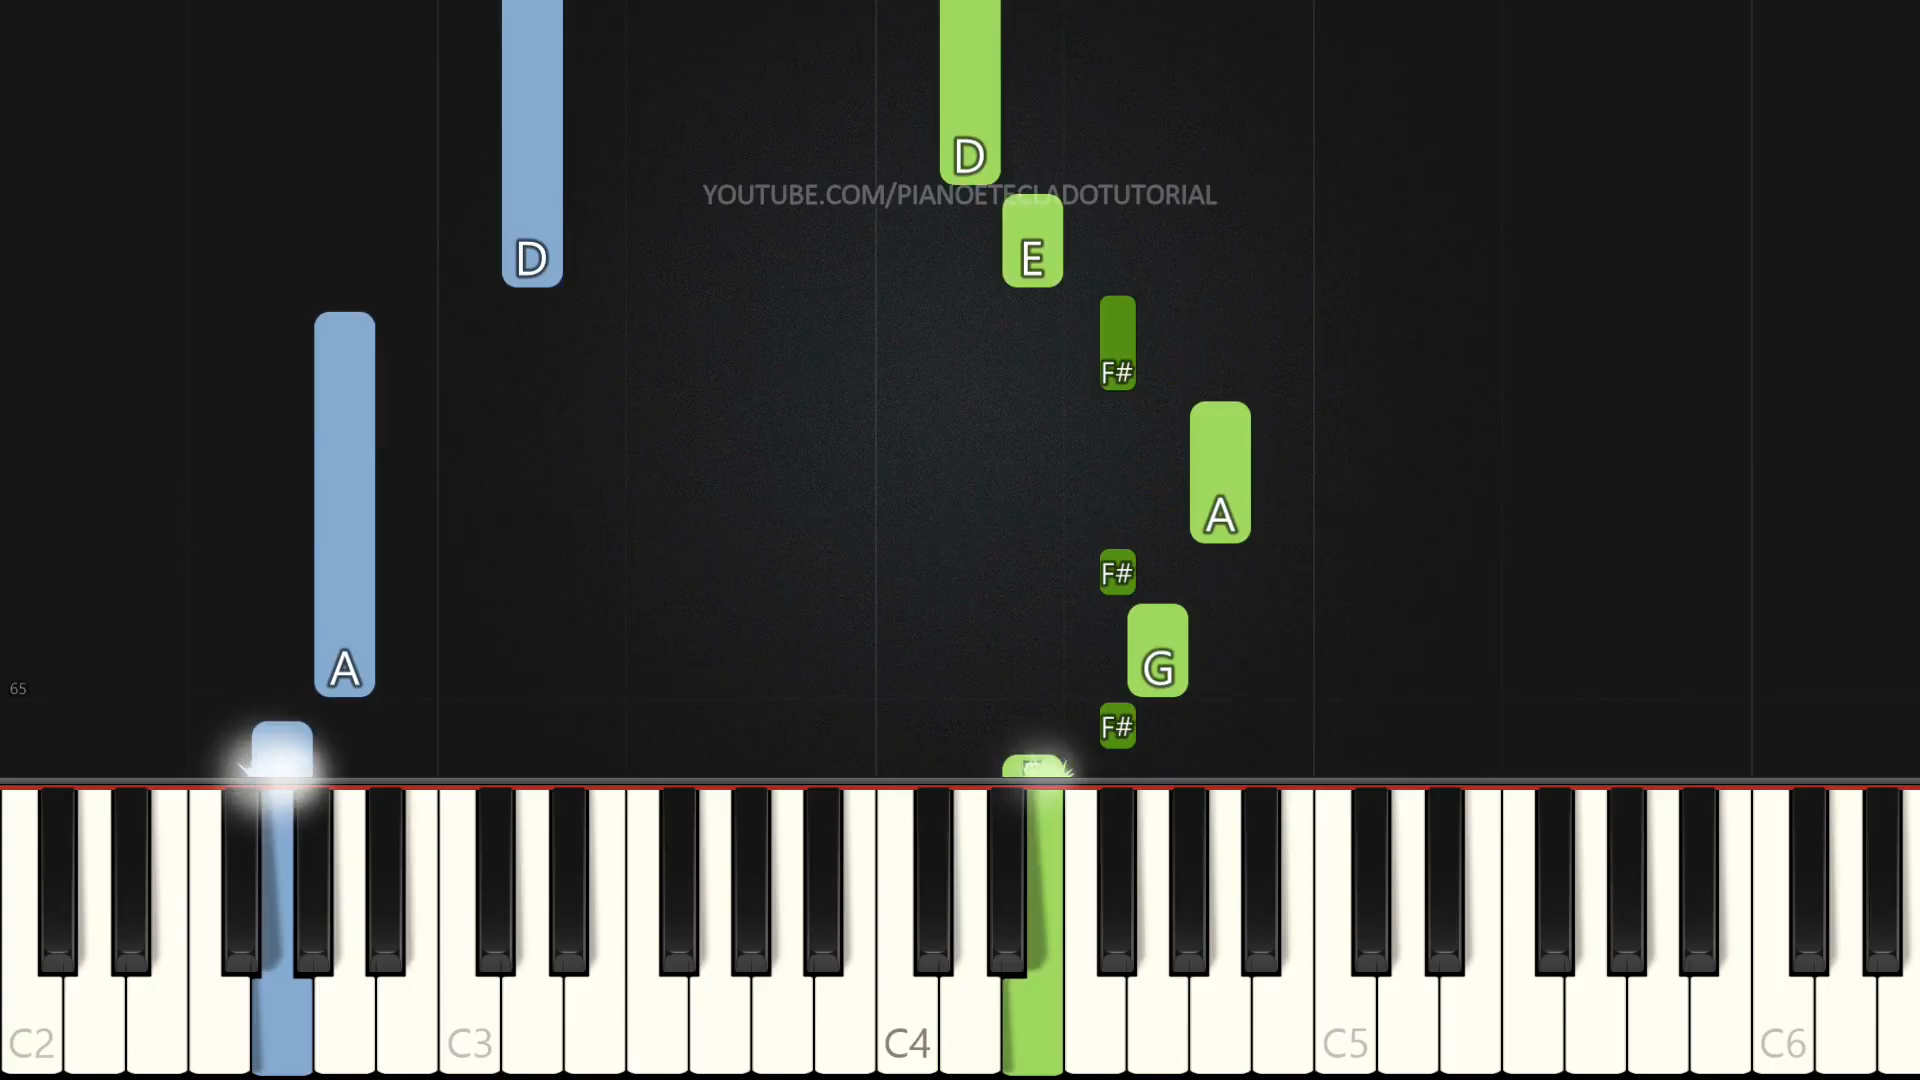 D
YOUTUBE.COM/PIANOETECLADOTUTORIAL
D
E
F#
A
F#
A
G
65
F#
C2
C3
C4
C5
C6